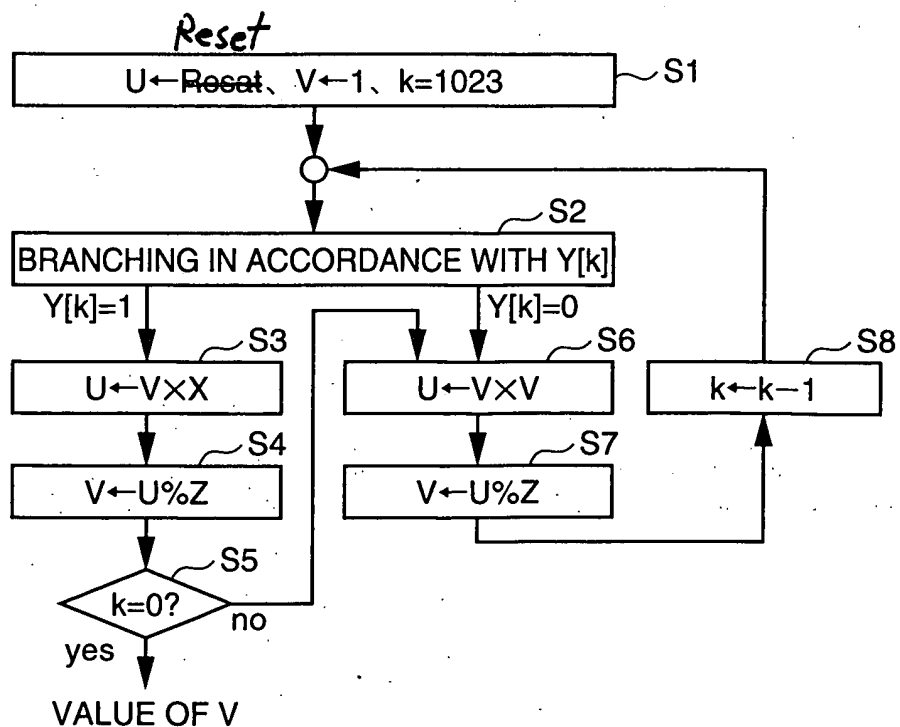 Reset
U←Rosat、V←1、k=1023
S1
S2
BRANCHING IN ACCORDANCE WITH Y[k]
Y[k]=1
Y[k]=0
S3
U←V×X
S6
U←V×V
S8
k←k−1
S4
V←U%Z
S7
V←U%Z
S5
k=0?
no
yes
VALUE OF V